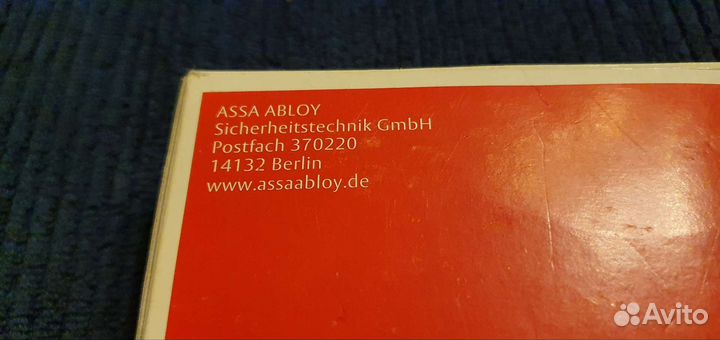 ASSA ABLOY
Sicherheitstechnik GmbH
Postfach 370220
14132 Berlin
www.assaabloy.de
Avito